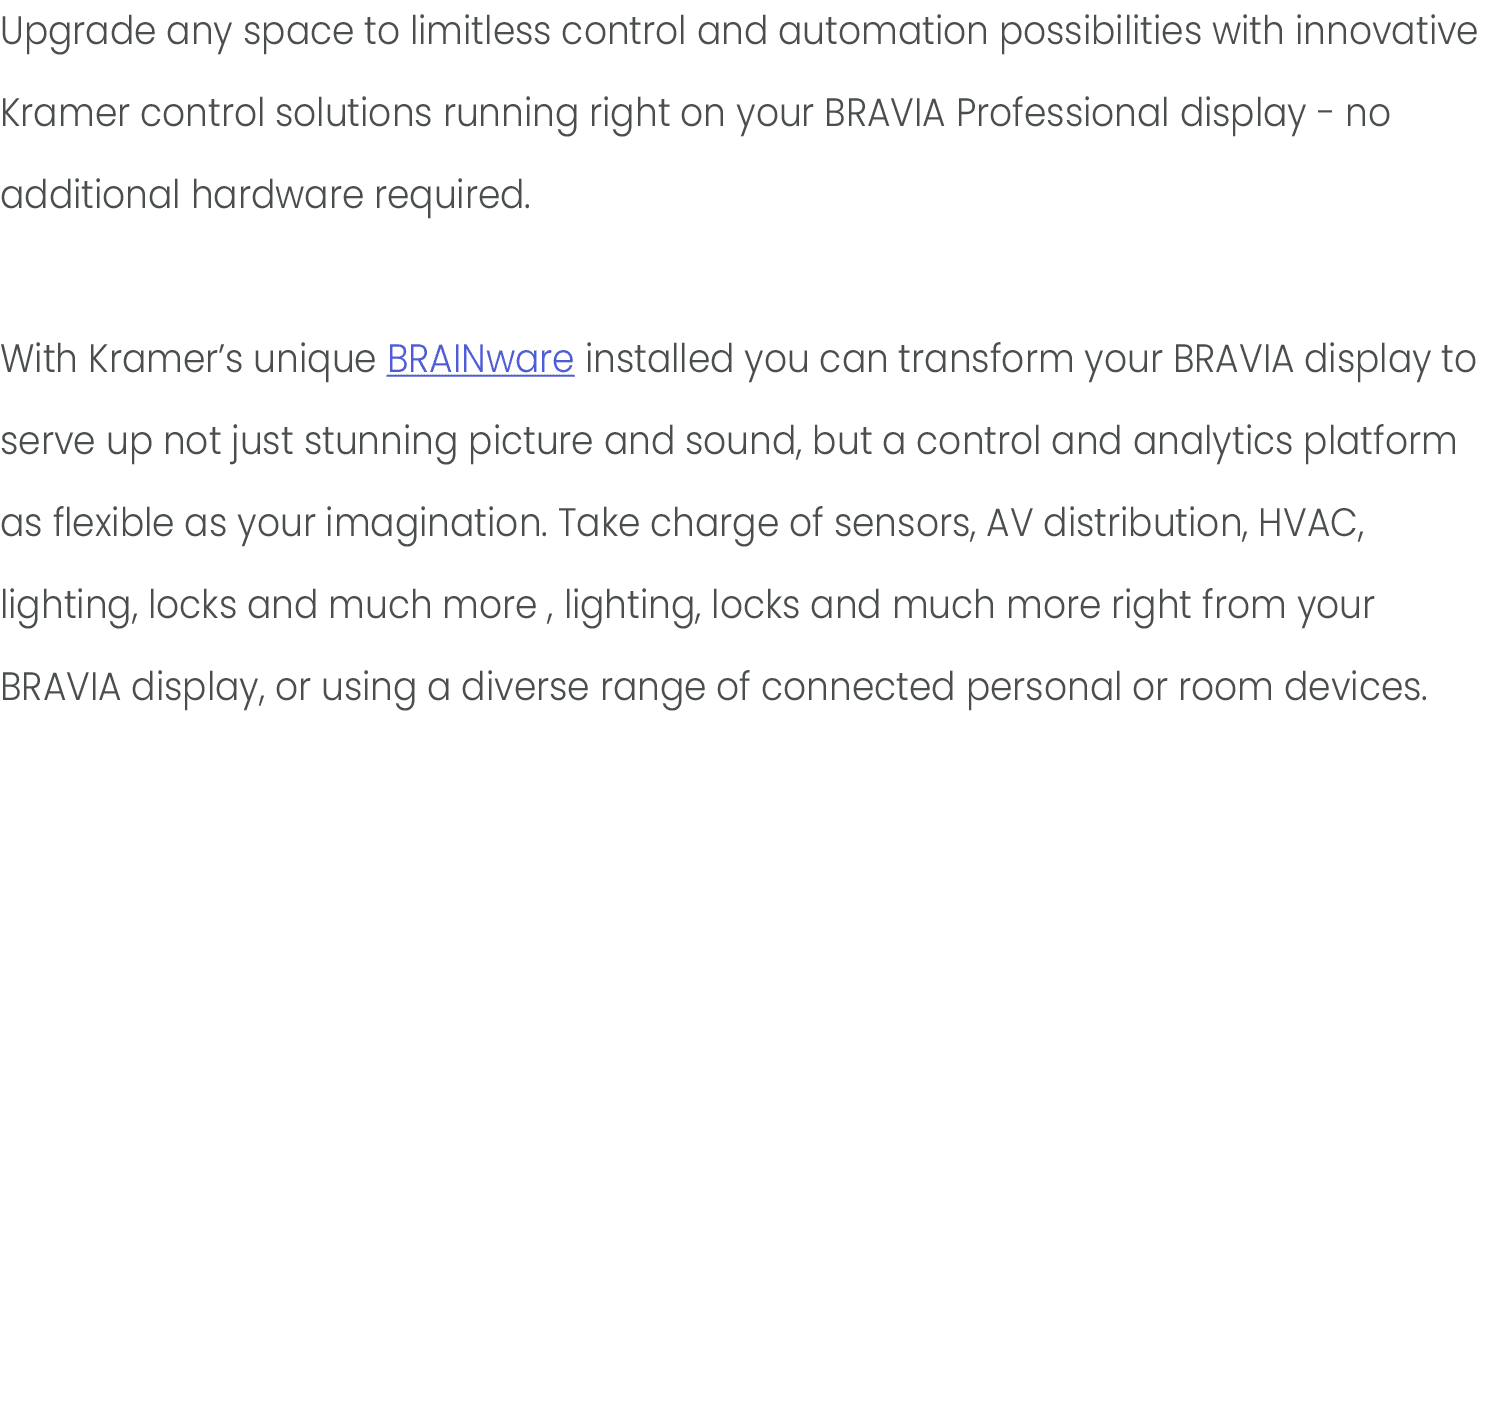 Upgrade any space to limitless control and automation possibilities with innovative
Kramer control solutions running right on your BRAVIA Professional display - no
additional hardware required.
With Kramer’s unique BRAINware installed you can transform your BRAVIA display to
serve up not just stunning picture and sound, but a control and analytics platform
as flexible as your imagination. Take charge of sensors, AV distribution, HVAC,
lighting, locks and much more , lighting, locks and much more right from your
BRAVIA display, or using a diverse range of connected personal or room devices.